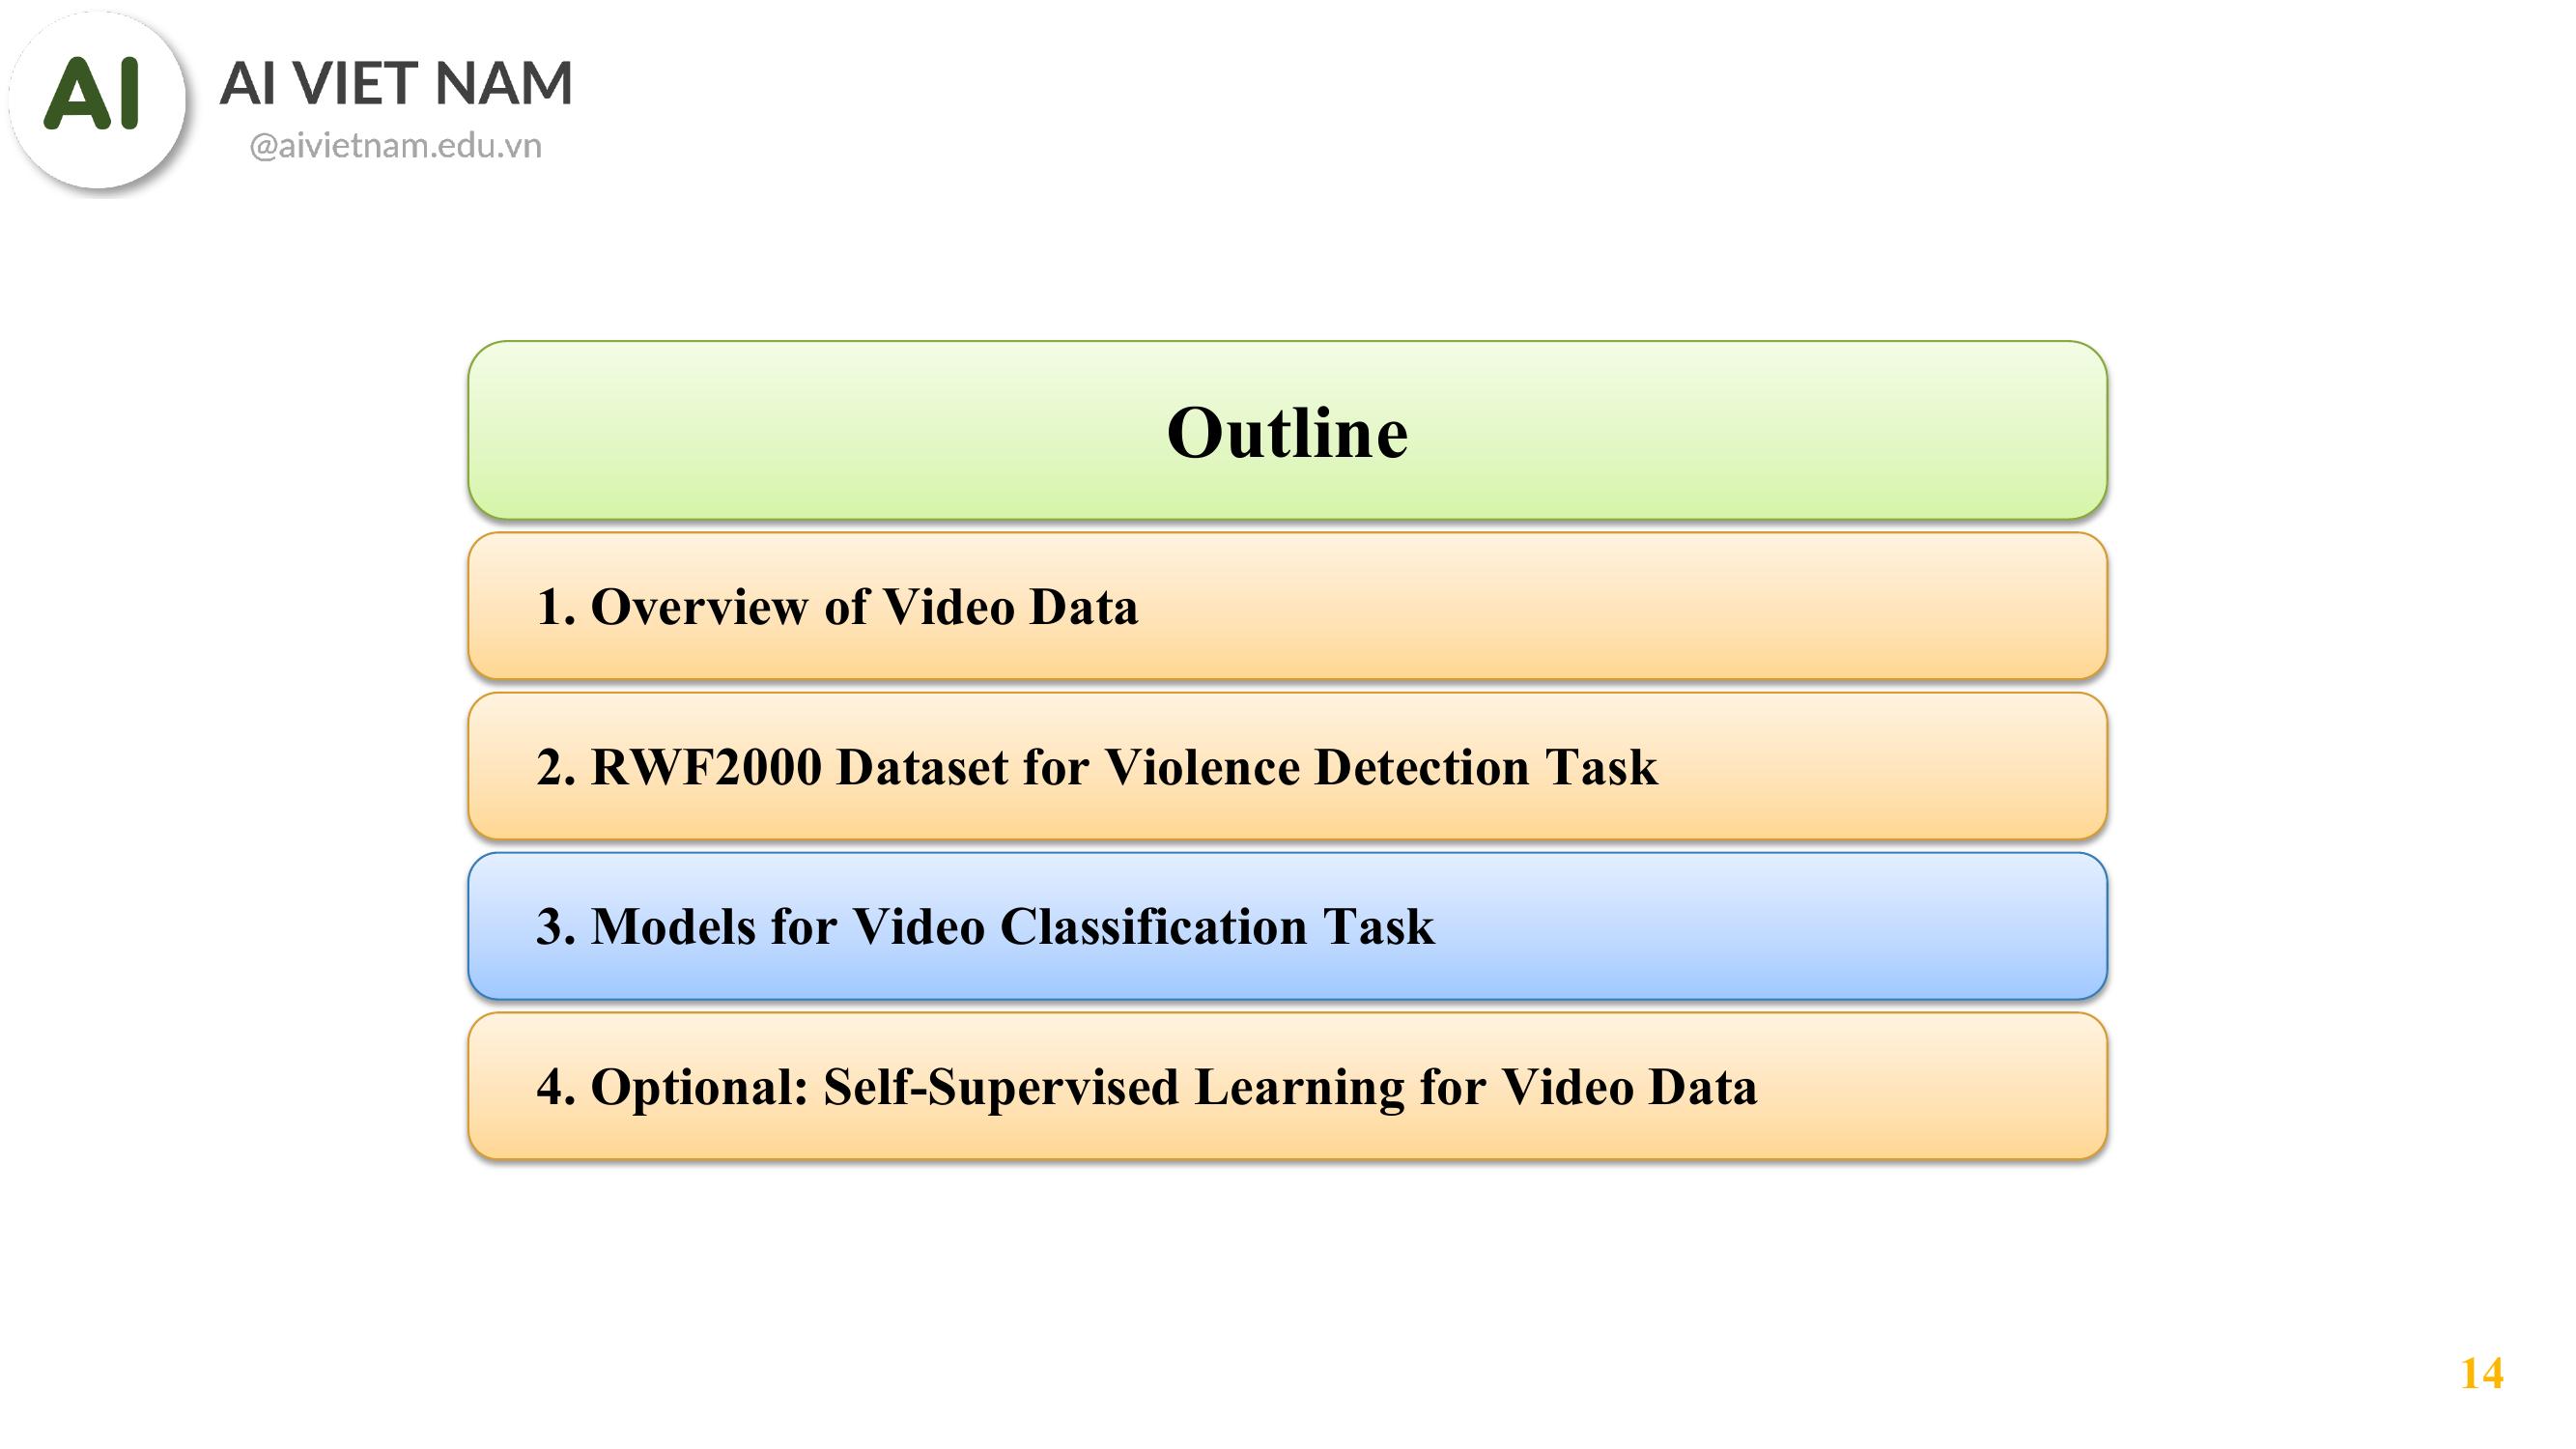 AI
AI VIET NAM
@aivietnam.edu.vn
Outline
1. Overview of Video Data
2. RWF2000 Dataset for Violence Detection Task
3. Models for Video Classification Task
4. Optional: Self-Supervised Learning for Video Data
14